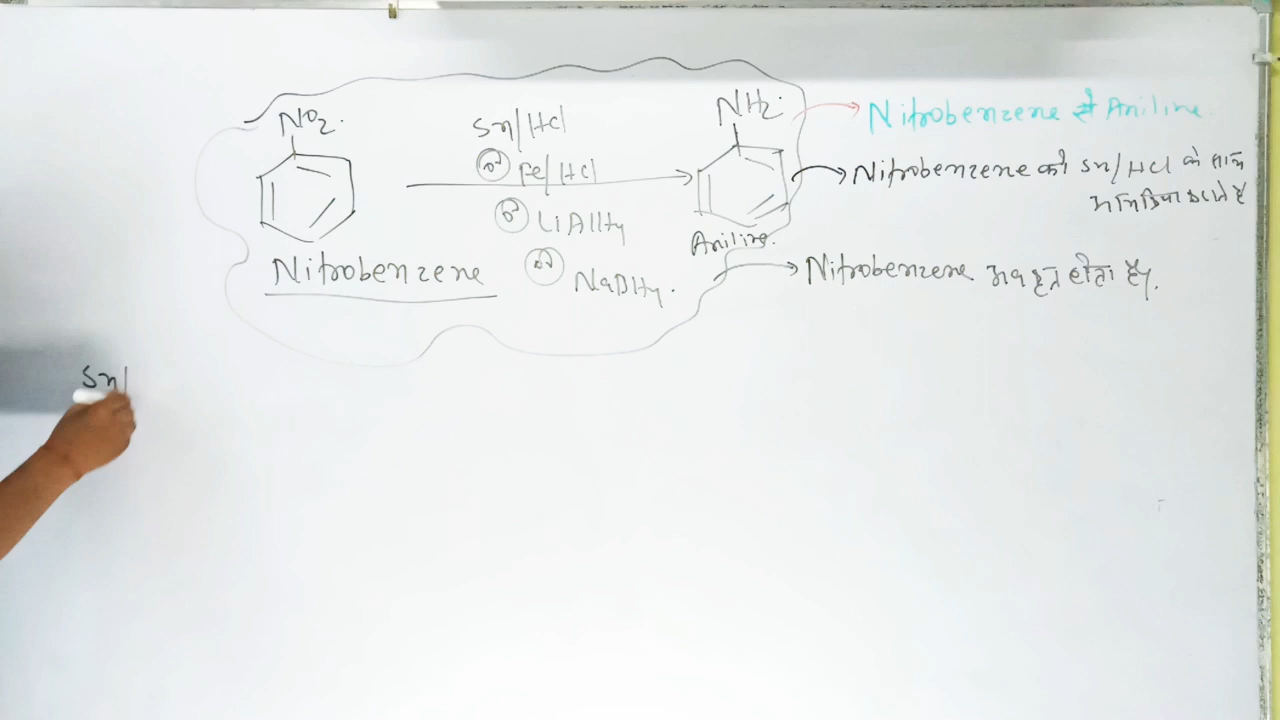 NO2.
Sn/HCl
Fe/HCl
LiAlH4
NaBH4.
Nitrobenzene
NH2.
Aniline.
Nitrobenzene से Aniline
Nitrobenzene को Sn/HCl के साथ
अभिक्रिया कराते है
Nitrobenzene अपचयन होता है।
Sn/